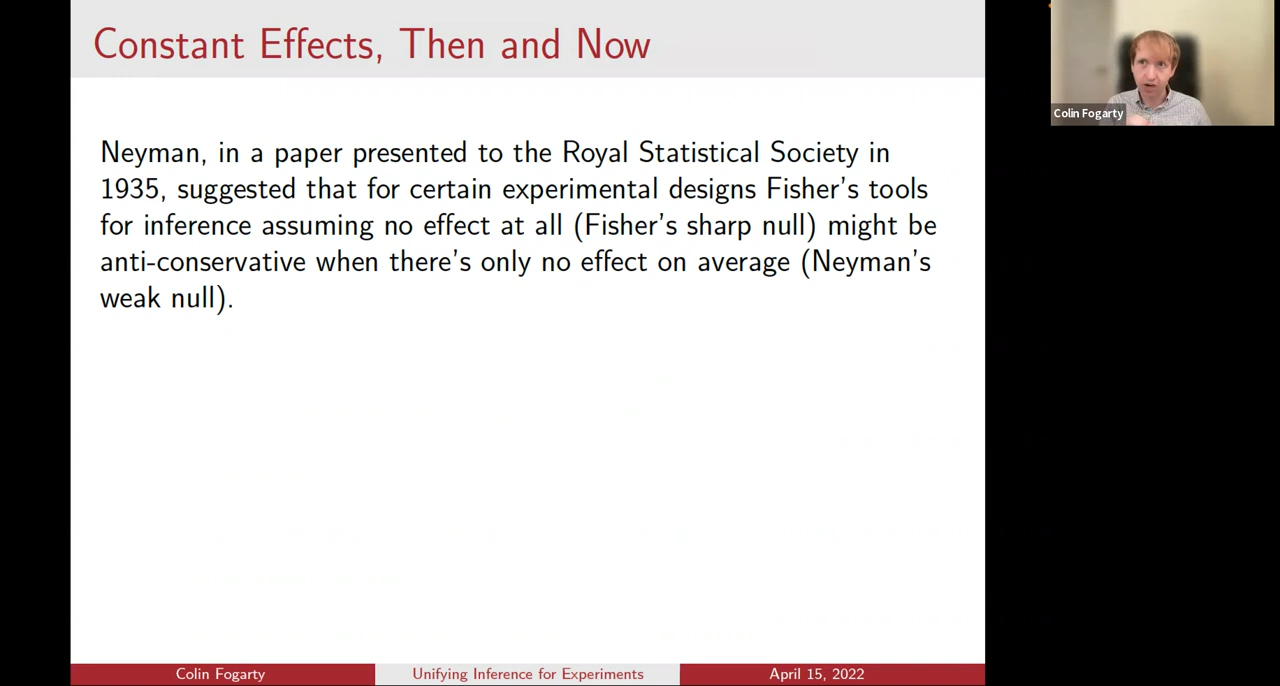 Constant Effects, Then and Now
Colin Fogarty
Neyman, in a paper presented to the Royal Statistical Society in
1935, suggested that for certain experimental designs Fisher's tools
for inference assuming no effect at all (Fisher's sharp null) might be
anti-conservative when there's only no effect on average (Neyman's
weak null).
Colin Fogarty
Unifying Inference for Experiments
April 15, 2022